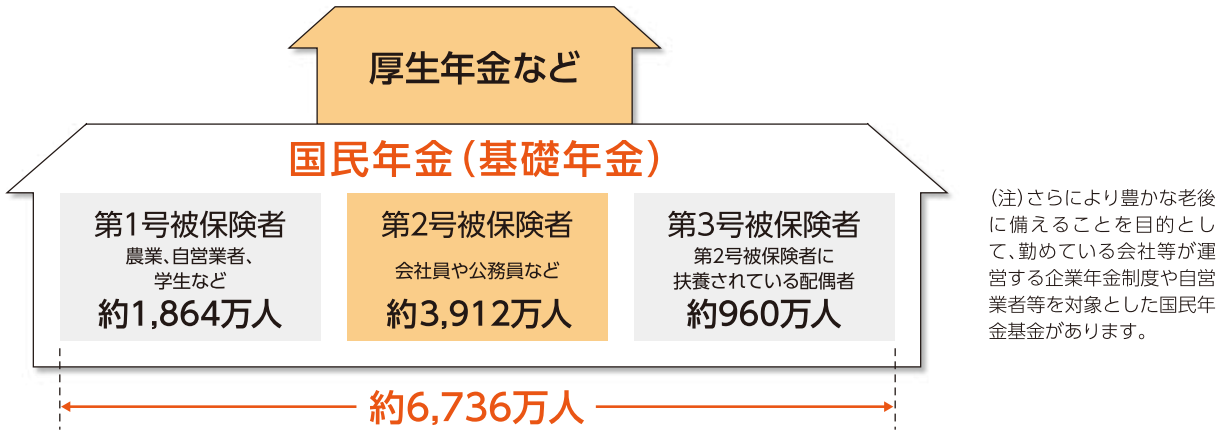 厚生年金など
国民年金（基礎年金）
第1号被保険者
農業、自営業者、
学生など
約1,864万人
第2号被保険者
会社員や公務員など
約3,912万人
第3号被保険者
第2号被保険者に
扶養されている配偶者
約960万人
約6,736万人
（注）さらにより豊かな老後
に備えることを目的とし
て、勤めている会社等が運
営する企業年金制度や自営
業者等を対象とした国民年
金基金があります。